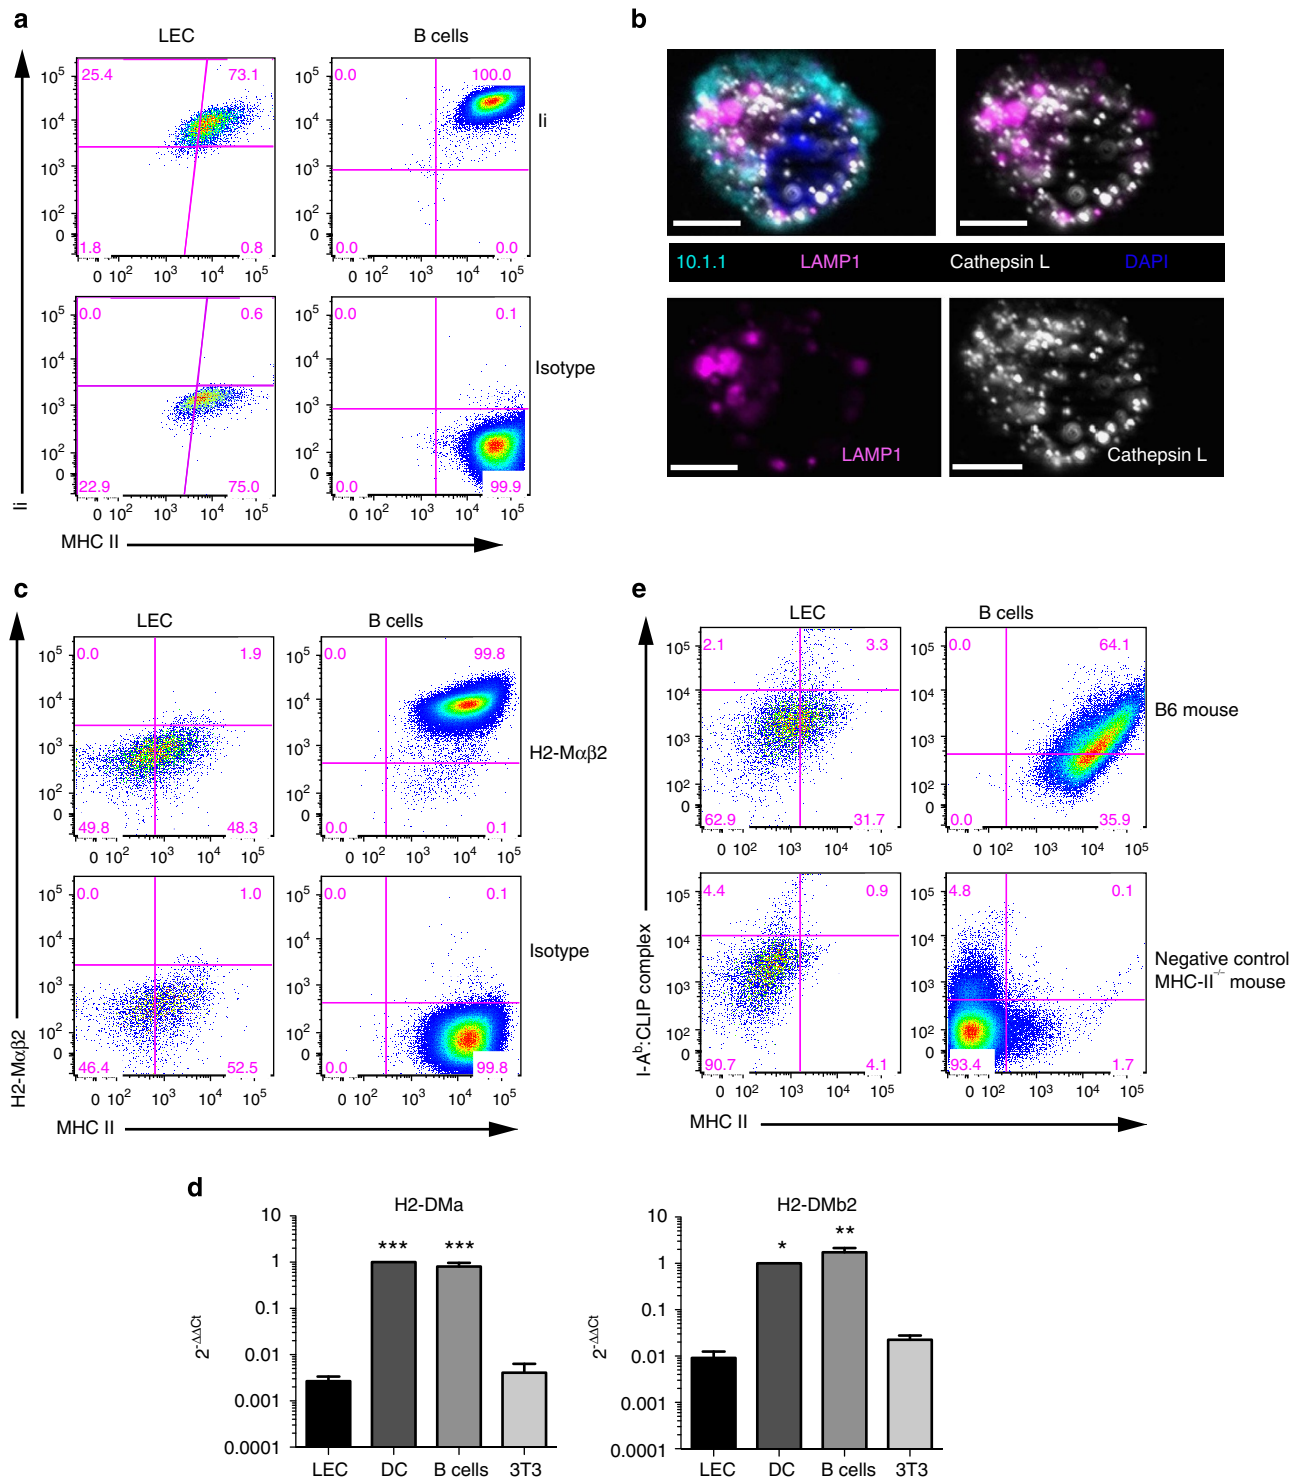 a
LEC
B cells
10⁵
10⁴
10³
10²
0
25.4
73.1
1.8
0.8
0 10² 10³ 10⁴ 10⁵
10⁵
10⁴
10³
10²
0
0.0
100.0
0.0
0.0
0 10² 10³ 10⁴ 10⁵
Ii
10⁵
10⁴
10³
10²
0
0.0
0.6
22.9
75.0
0 10² 10³ 10⁴ 10⁵
10⁵
10⁴
10³
10²
0
0.0
0.1
0.0
99.9
0 10² 10³ 10⁴ 10⁵
Isotype
Ii
MHC II
b
10.1.1 LAMP1 Cathepsin L DAPI
LAMP1
Cathepsin L
c
LEC
B cells
10⁵
10⁴
10³
10²
0
0.0
1.9
49.8
48.3
0 10² 10³ 10⁴ 10⁵
10⁵
10⁴
10³
10²
0
0.0
99.8
0.0
0.1
0 10² 10³ 10⁴ 10⁵
H2-Mαβ2
10⁵
10⁴
10³
10²
0
0.0
1.0
46.4
52.5
0 10² 10³ 10⁴ 10⁵
10⁵
10⁴
10³
10²
0
0.0
0.1
0.0
99.8
0 10² 10³ 10⁴ 10⁵
Isotype
H2-Mαβ2
MHC II
e
LEC
B cells
10⁵
10⁴
10³
10²
0
2.1
3.3
62.9
31.7
0 10² 10³ 10⁴ 10⁵
10⁵
10⁴
10³
10²
0
0.0
64.1
0.0
35.9
0 10² 10³ 10⁴ 10⁵
B6 mouse
10⁵
10⁴
10³
10²
0
4.4
0.9
90.7
4.1
0 10² 10³ 10⁴ 10⁵
10⁵
10⁴
10³
10²
0
4.8
0.1
93.4
1.7
0 10² 10³ 10⁴ 10⁵
Negative control
MHC-II⁻/⁻ mouse
I-Aᵇ:CLIP complex
MHC II
d
H2-DMa
2^-ΔΔCt
10
1
0.1
0.01
0.001
0.0001
*** ***
LEC DC B cells 3T3
H2-DMb2
2^-ΔΔCt
10
1
0.1
0.01
0.001
0.0001
* **
LEC DC B cells 3T3